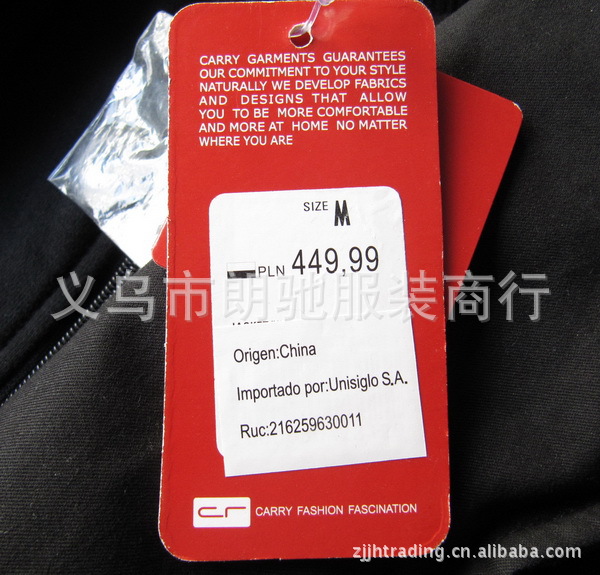 CARRY GARMENTS GUARANTEES
OUR COMMITMENT TO YOUR STYLE
NATURALLY WE DEVELOP FABRICS
AND DESIGNS THAT ALLOW
YOU TO BE MORE COMFORTABLE
AND MORE AT HOME NO MATTER
WHERE YOU ARE
SIZE M
PLN 449,99
义乌市朗驰服装商行
Origen:China
Importado por:Unisiglo S.A.
Ruc:216259630011
cr CARRY FASHION FASCINATION
zjjhtrading.cn.alibaba.com